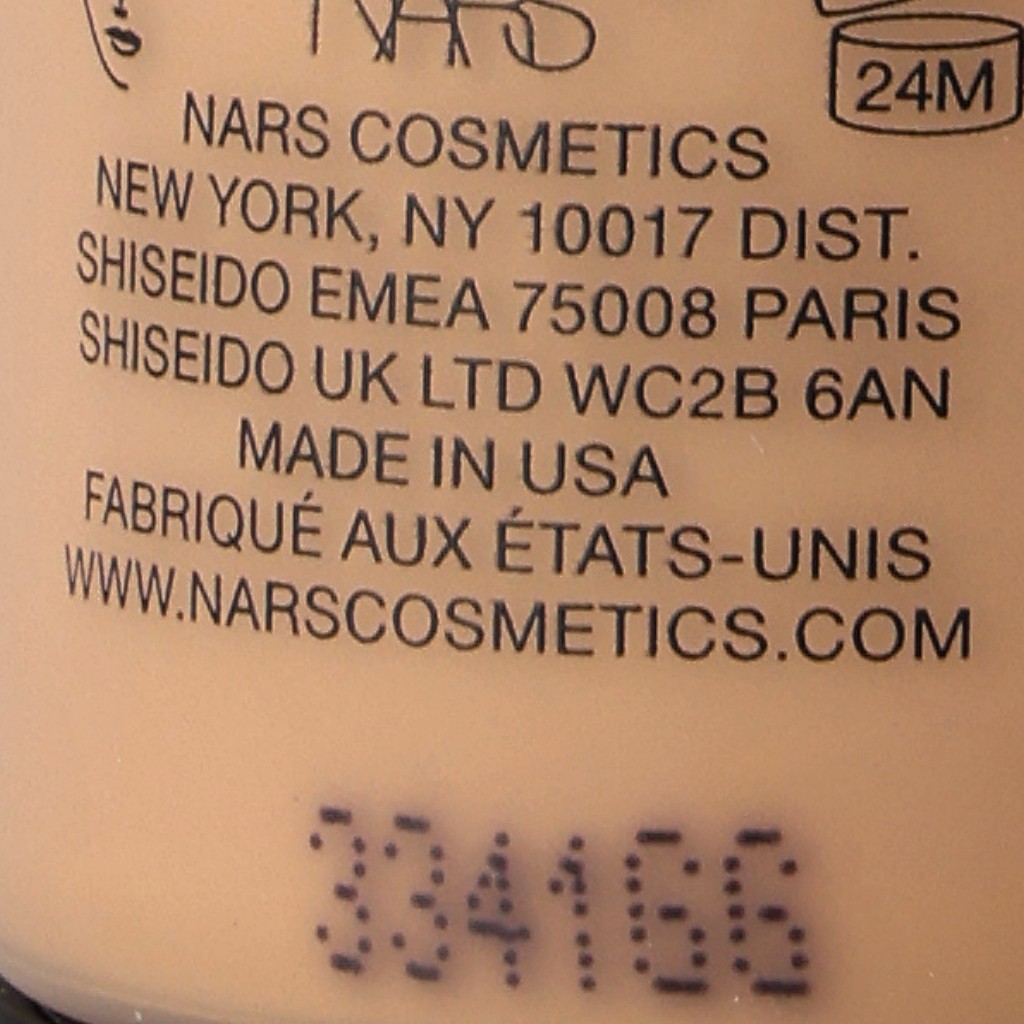 NARS
24M
NARS COSMETICS
NEW YORK, NY 10017 DIST.
SHISEIDO EMEA 75008 PARIS
SHISEIDO UK LTD WC2B 6AN
MADE IN USA
FABRIQUÉ AUX ÉTATS-UNIS
WWW.NARSCOSMETICS.COM
334166